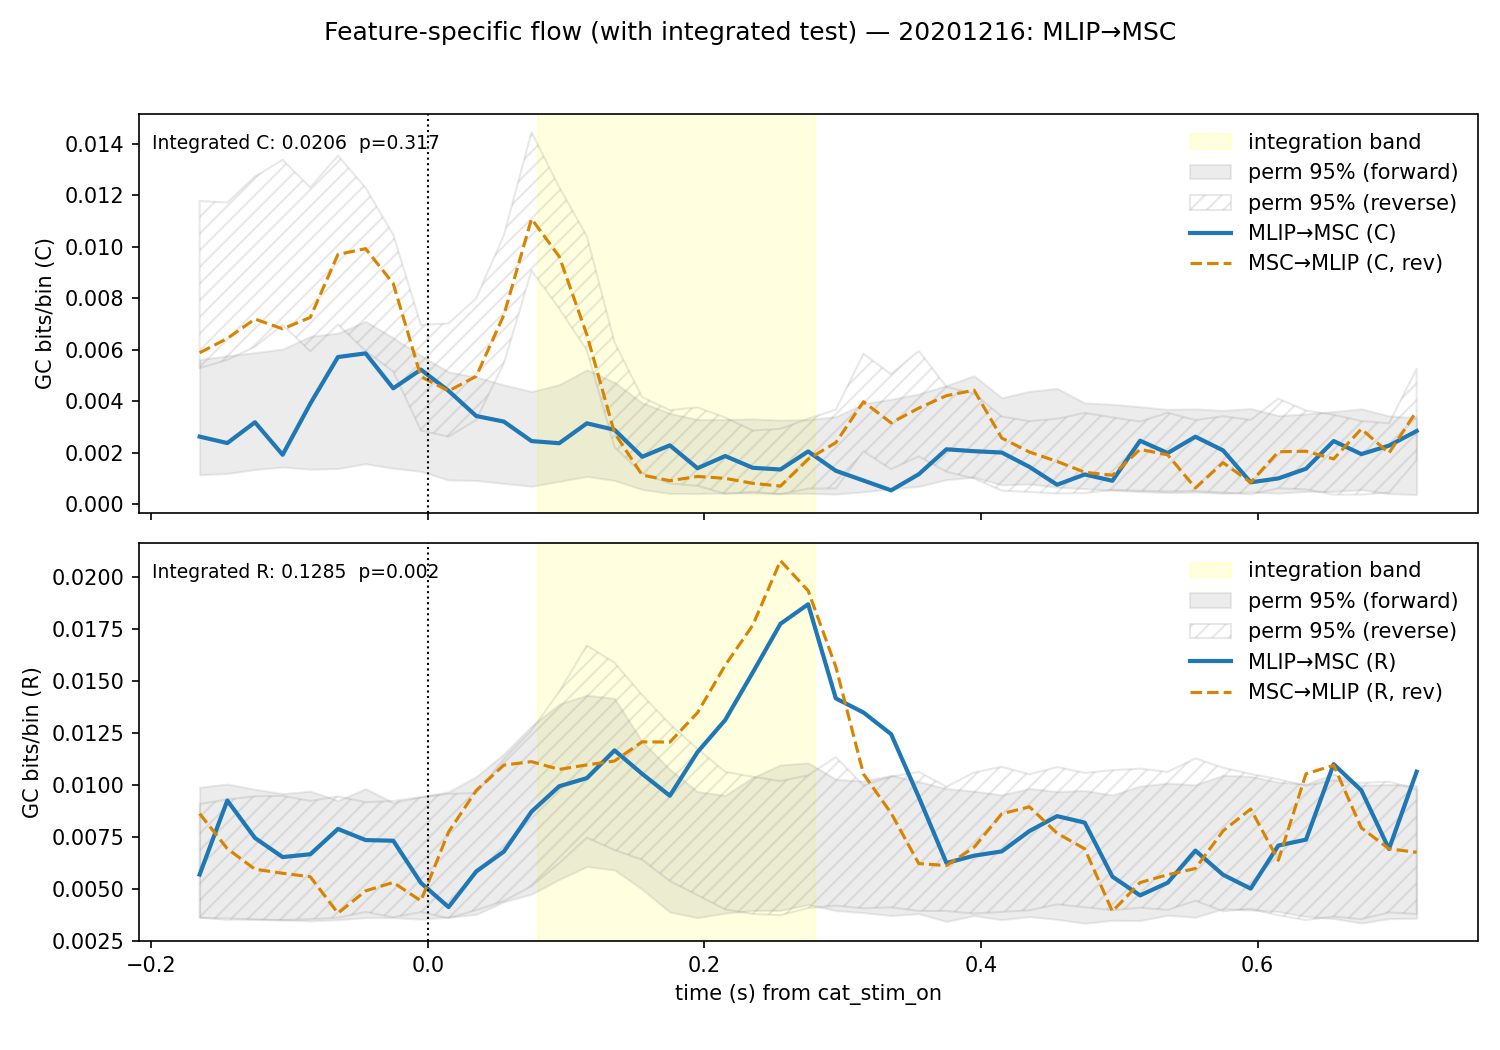 Feature-specific flow (with integrated test) — 20201216: MLIP→MSC
Integrated C: 0.0206  p=0.317
integration band
perm 95% (forward)
perm 95% (reverse)
MLIP→MSC (C)
MSC→MLIP (C, rev)
GC bits/bin (C)
0.014
0.012
0.010
0.008
0.006
0.004
0.002
0.000
Integrated R: 0.1285  p=0.002
integration band
perm 95% (forward)
perm 95% (reverse)
MLIP→MSC (R)
MSC→MLIP (R, rev)
GC bits/bin (R)
0.0200
0.0175
0.0150
0.0125
0.0100
0.0075
0.0050
0.0025
−0.2 0.0 0.2 0.4 0.6
time (s) from cat_stim_on